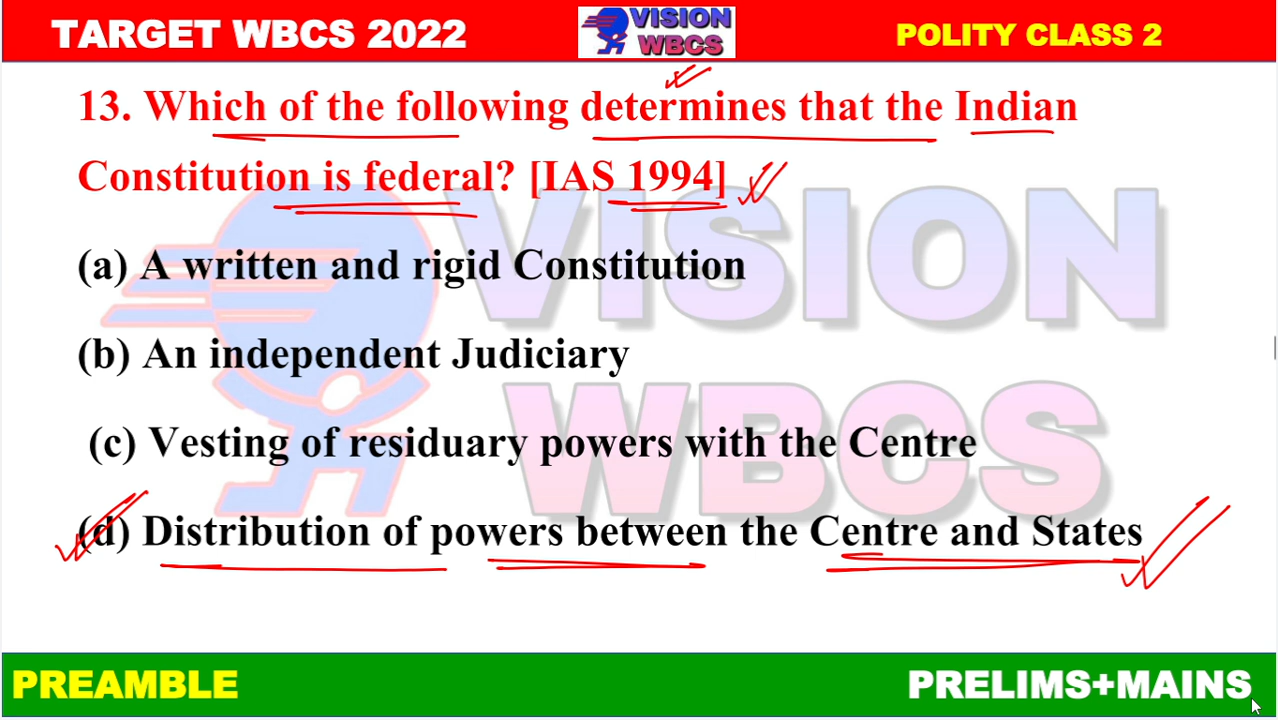 TARGET WBCS 2022
VISION
WBCS
POLITY CLASS 2
13. Which of the following determines that the Indian
Constitution is federal? [IAS 1994]
(a) A written and rigid Constitution
(b) An independent Judiciary
(c) Vesting of residuary powers with the Centre
(d) Distribution of powers between the Centre and States
VISION
WBCS
PREAMBLE
PRELIMS+MAINS